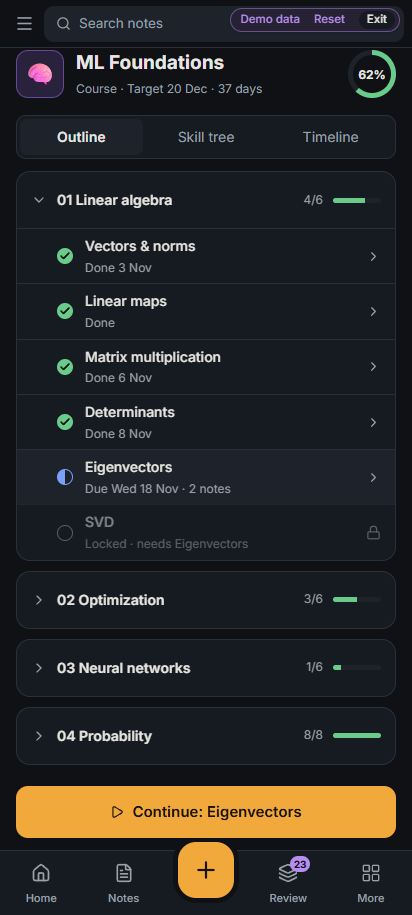 Search notes
Demo data Reset Exit
ML Foundations
Course · Target 20 Dec · 37 days
62%
Outline Skill tree Timeline
01 Linear algebra 4/6
Vectors & norms
Done 3 Nov
Linear maps
Done
Matrix multiplication
Done 6 Nov
Determinants
Done 8 Nov
Eigenvectors
Due Wed 18 Nov · 2 notes
SVD
Locked · needs Eigenvectors
02 Optimization 3/6
03 Neural networks 1/6
04 Probability 8/8
Continue: Eigenvectors
23
Home Notes Review More